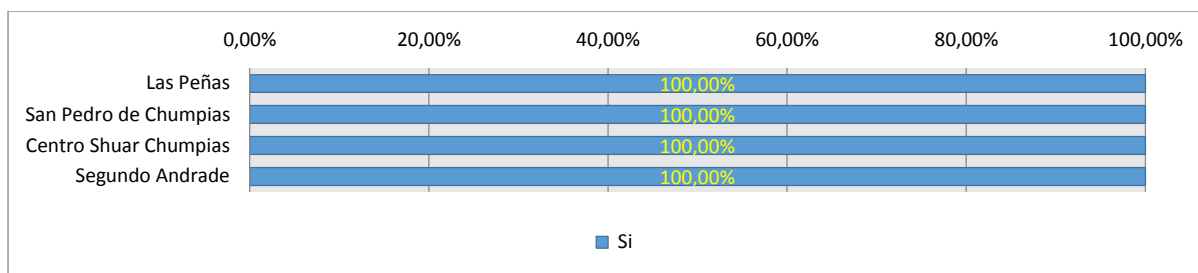 0,00% 20,00% 40,00% 60,00% 80,00% 100,00%
Las Peñas 100,00%
San Pedro de Chumpias 100,00%
Centro Shuar Chumpias 100,00%
Segundo Andrade 100,00%
Si